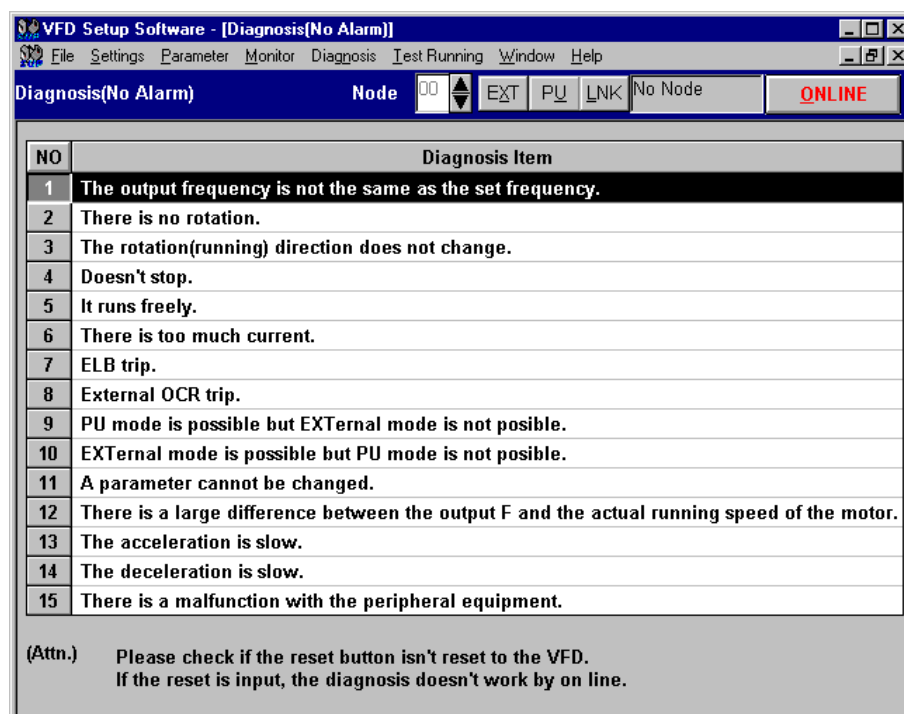 VFD Setup Software - [Diagnosis(No Alarm)]
File Settings Parameter Monitor Diagnosis Test Running Window Help
Diagnosis(No Alarm) Node 00 EXT PU LNK No Node ONLINE
NO Diagnosis Item
1 The output frequency is not the same as the set frequency.
2 There is no rotation.
3 The rotation(running) direction does not change.
4 Doesn't stop.
5 It runs freely.
6 There is too much current.
7 ELB trip.
8 External OCR trip.
9 PU mode is possible but EXTernal mode is not posible.
10 EXTernal mode is possible but PU mode is not posible.
11 A parameter cannot be changed.
12 There is a large difference between the output F and the actual running speed of the motor.
13 The acceleration is slow.
14 The deceleration is slow.
15 There is a malfunction with the peripheral equipment.
(Attn.) Please check if the reset button isn't reset to the VFD.
If the reset is input, the diagnosis doesn't work by on line.